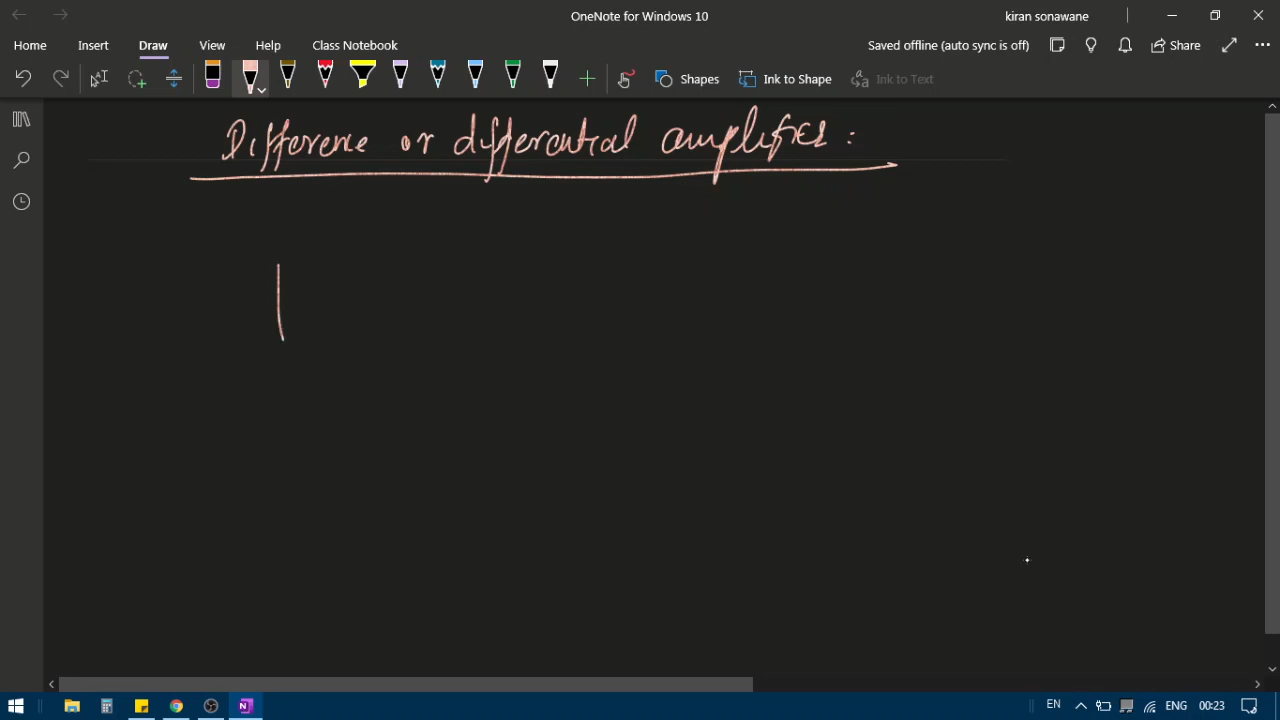 OneNote for Windows 10
kiran sonawane
Home Insert Draw View Help Class Notebook
Saved offline (auto sync is off)
Share
Shapes
Ink to Shape
Ink to Text
Difference or differential amplifies :
EN
ENG
00:23